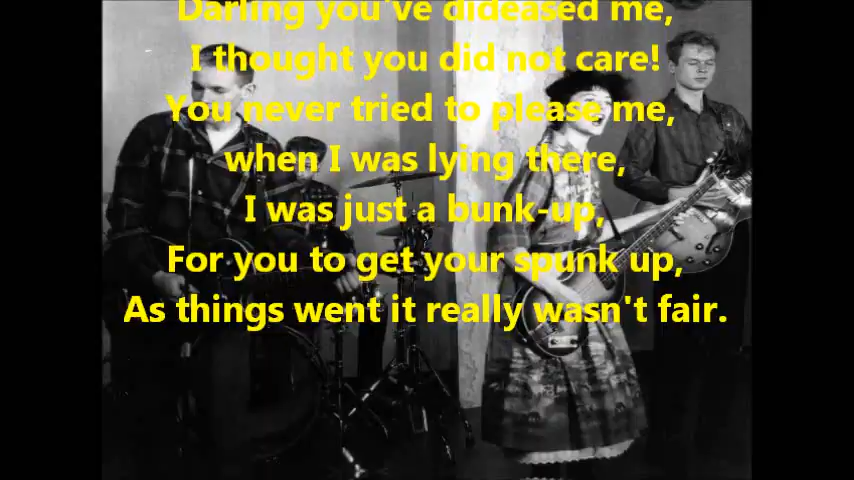 Darling you've dideased me,
I thought you did not care!
You never tried to please me,
when I was lying there,
I was just a bunk-up,
For you to get your spunk up,
As things went it really wasn't fair.